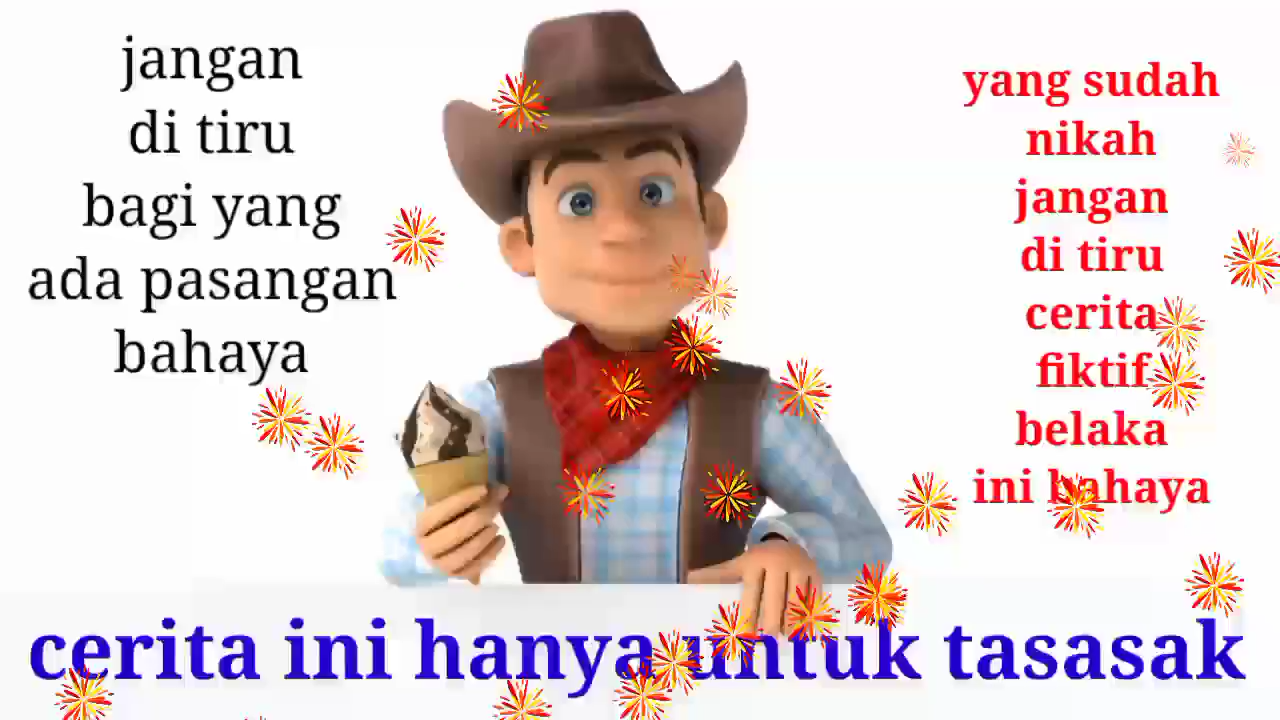 jangan
di tiru
bagi yang
ada pasangan
bahaya
yang sudah
nikah
jangan
di tiru
cerita
fiktif
belaka
ini bahaya
cerita ini hanya untuk tasasak